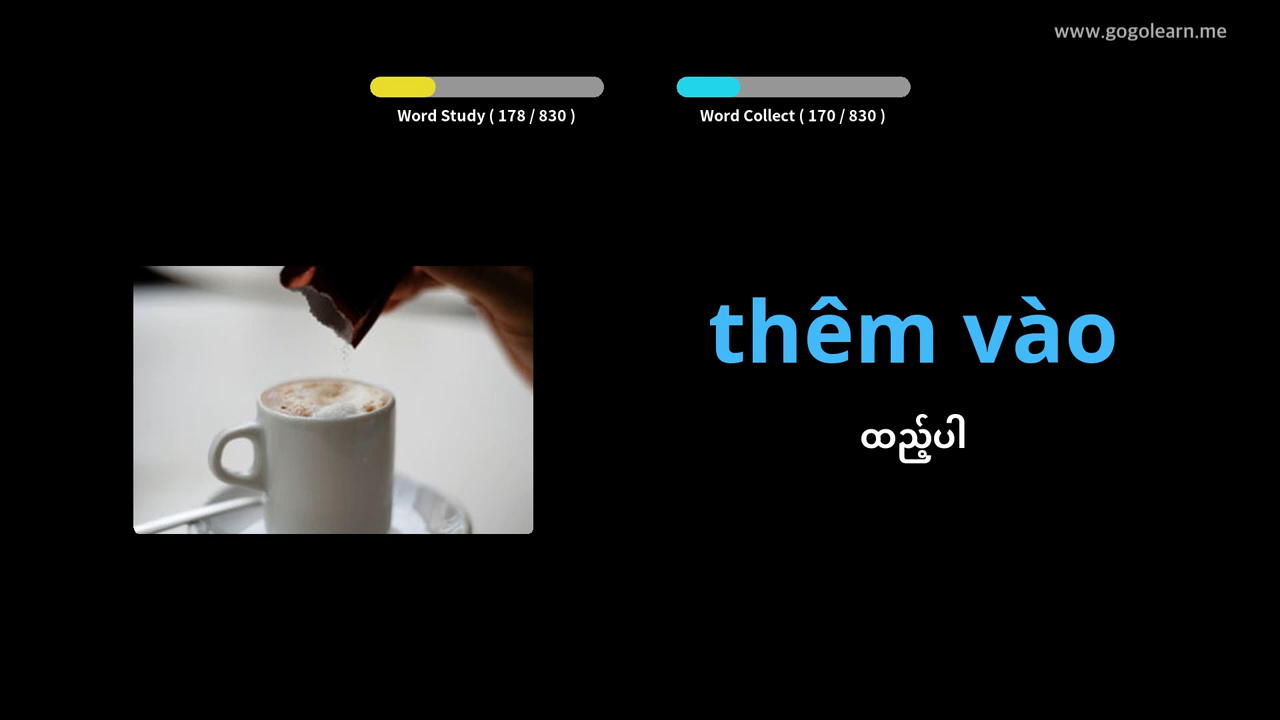 www.gogolearn.me
Word Study ( 178 / 830 )
Word Collect ( 170 / 830 )
thêm vào
ထည့်ပါ